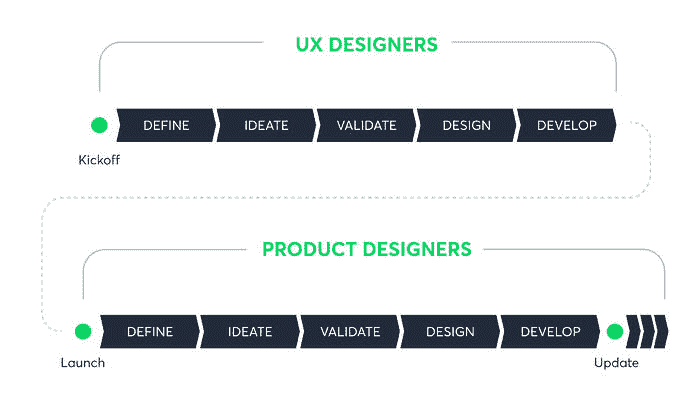 UX DESIGNERS
DEFINE IDEATE VALIDATE DESIGN DEVELOP
Kickoff
PRODUCT DESIGNERS
DEFINE IDEATE VALIDATE DESIGN DEVELOP
Launch Update